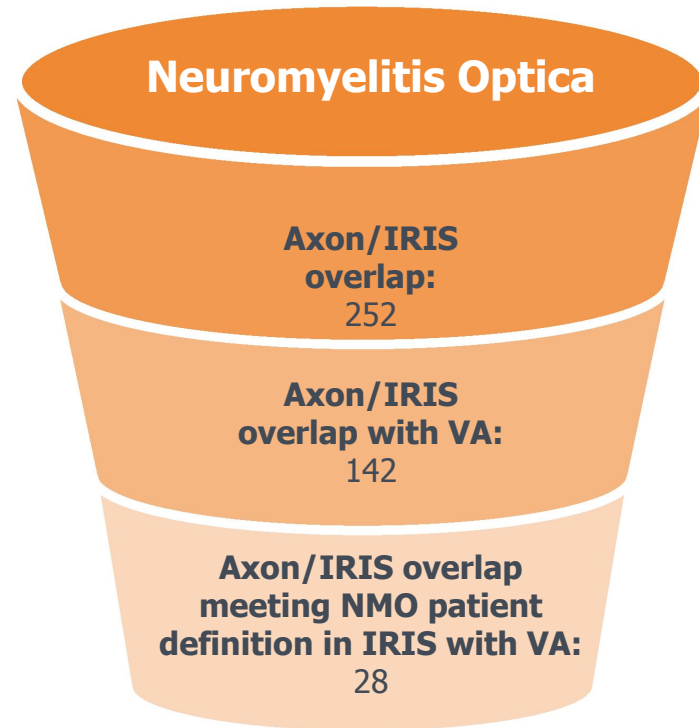 Neuromyelitis Optica
Axon/IRIS
overlap:
252
Axon/IRIS
overlap with VA:
142
Axon/IRIS overlap
meeting NMO patient
definition in IRIS with VA:
28